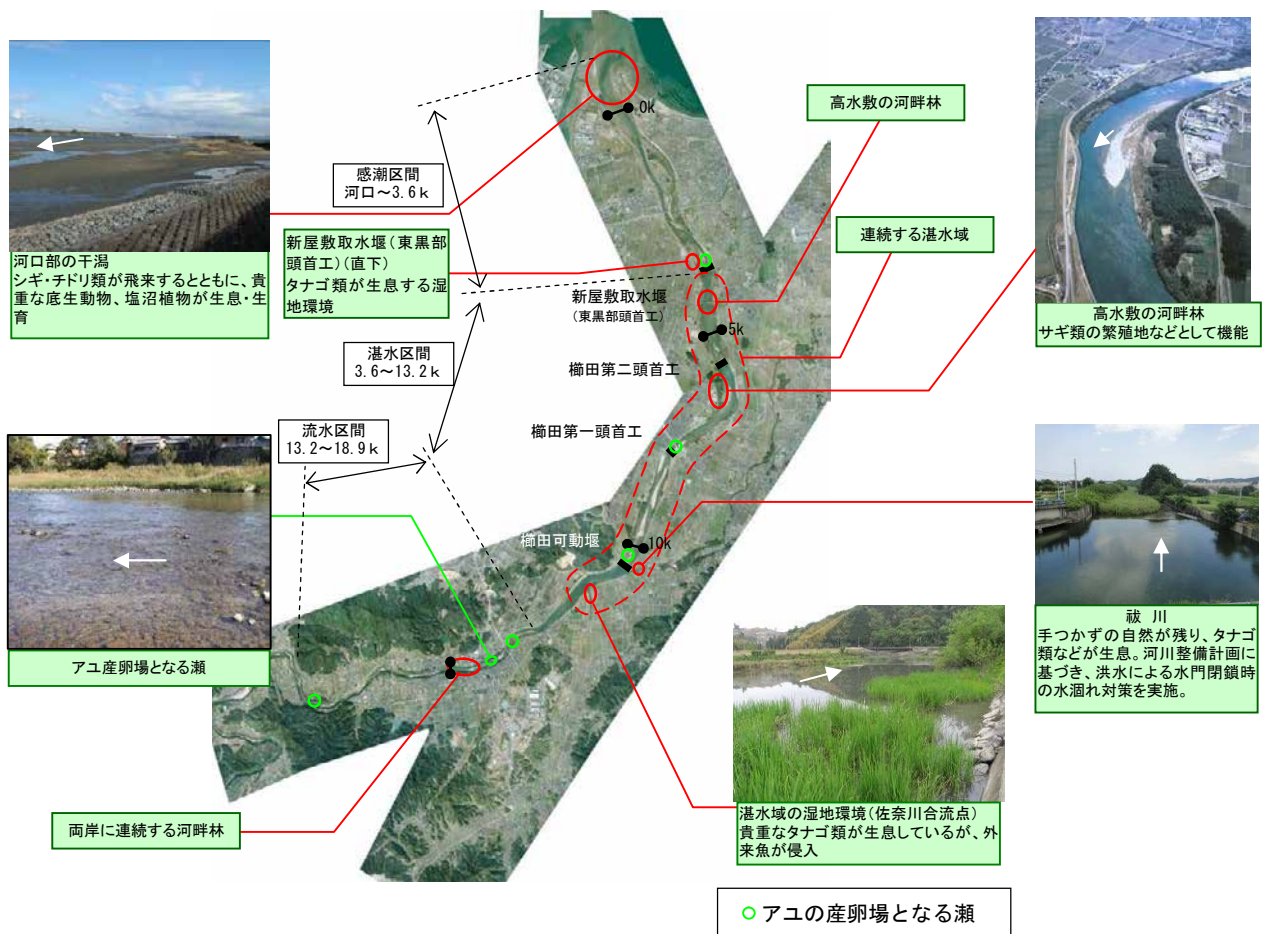 0k
高水敷の河畔林
感潮区間
河口～3.6k
河口部の干潟
シギ・チドリ類が飛来するとともに、貴
重な底生動物、塩沼植物が生息・生
育
新屋敷取水堰(東黒部
頭首工)(直下)
タナゴ類が生息する湿
地環境
連続する湛水域
新屋敷取水堰
(東黒部頭首工)
高水敷の河畔林
サギ類の繁殖地などとして機能
5k
湛水区間
3.6～13.2k
櫛田第二頭首工
流水区間
13.2～18.9k
櫛田第一頭首工
櫛田可動堰
10k
祓 川
手つかずの自然が残り、タナゴ
類などが生息。河川整備計画に
基づき、洪水による水門閉鎖時
の水涸れ対策を実施。
アユ産卵場となる瀬
両岸に連続する河畔林
湛水域の湿地環境(佐奈川合流点)
貴重なタナゴ類が生息しているが、外
来魚が侵入
アユの産卵場となる瀬